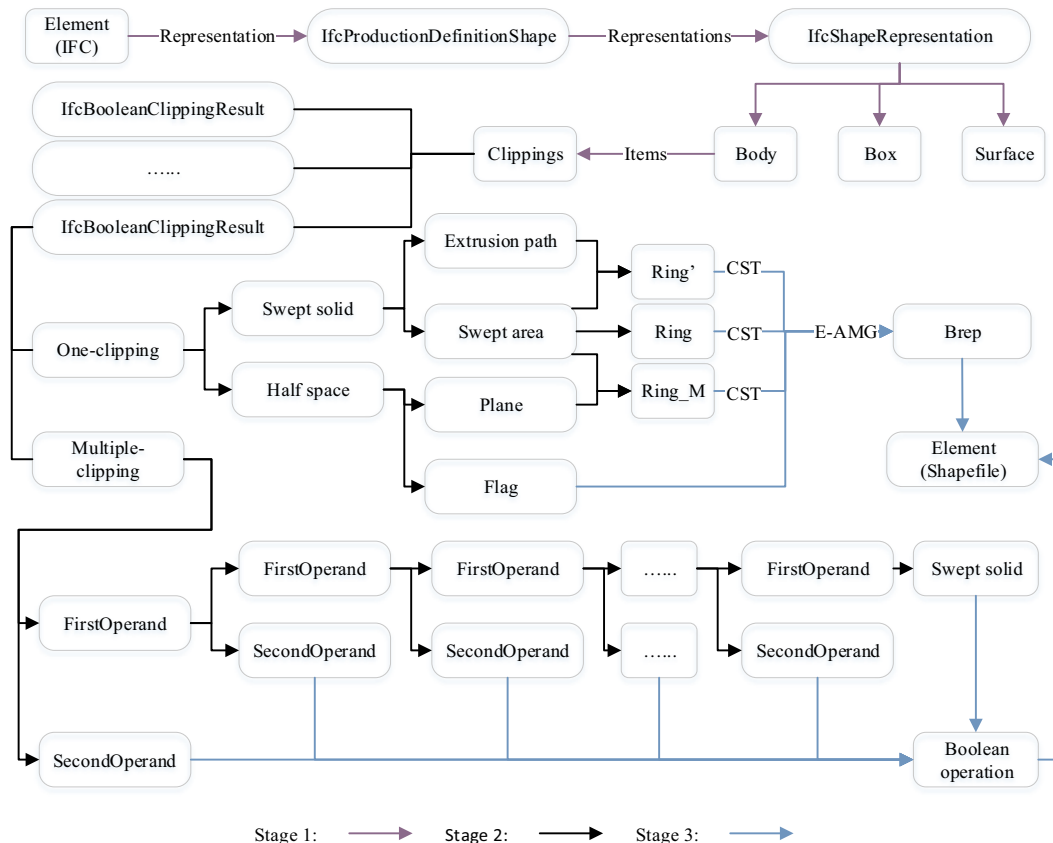 Element
(IFC)
Representation
IfcProductionDefinitionShape
Representations
IfcShapeRepresentation
IfcBooleanClippingResult
Clippings
Items
Body
Box
Surface
……
IfcBooleanClippingResult
Extrusion path
Ring’
CST
Swept solid
Swept area
Ring
CST
E-AMG
Brep
One-clipping
Half space
Plane
Ring_M
CST
Multiple-
clipping
Flag
Element
(Shapefile)
FirstOperand
FirstOperand
……
FirstOperand
Swept solid
FirstOperand
SecondOperand
SecondOperand
……
SecondOperand
SecondOperand
Boolean
operation
Stage 1:
Stage 2:
Stage 3: